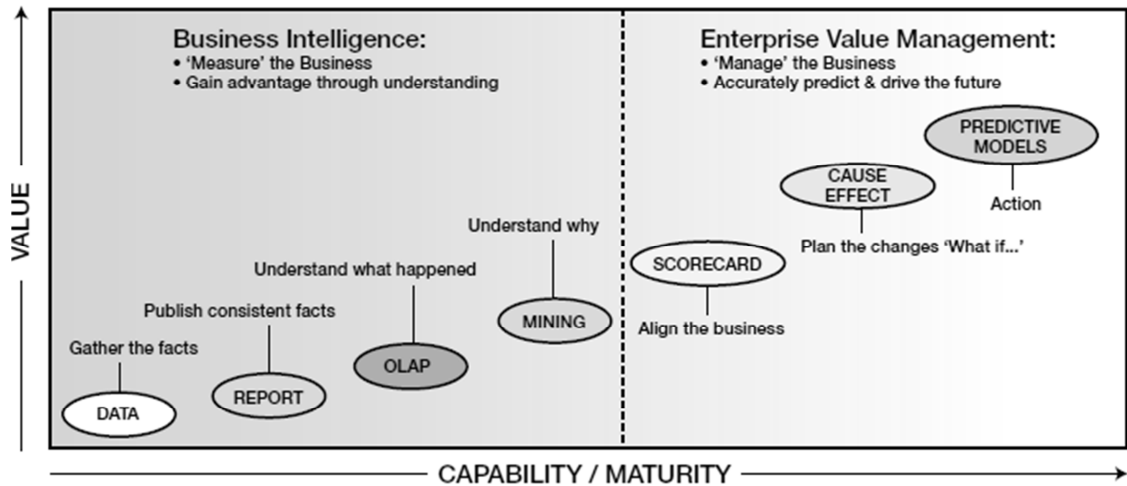 Business Intelligence:
• ‘Measure’ the Business
• Gain advantage through understanding
Enterprise Value Management:
• ‘Manage’ the Business
• Accurately predict & drive the future
PREDICTIVE
MODELS
Action
CAUSE
EFFECT
Plan the changes ‘What if...’
SCORECARD
Align the business
Understand why
MINING
Understand what happened
OLAP
Publish consistent facts
REPORT
Gather the facts
DATA
VALUE
CAPABILITY / MATURITY